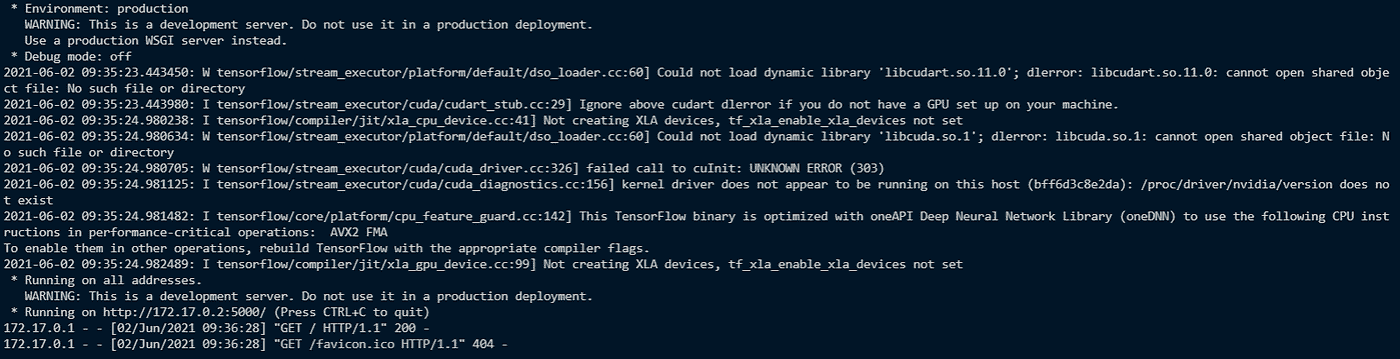 * Environment: production
WARNING: This is a development server. Do not use it in a production deployment.
Use a production WSGI server instead.
* Debug mode: off
2021-06-02 09:35:23.443450: W tensorflow/stream_executor/platform/default/dso_loader.cc:60] Could not load dynamic library 'libcudart.so.11.0'; dlerror: libcudart.so.11.0: cannot open shared obje
ct file: No such file or directory
2021-06-02 09:35:23.443980: I tensorflow/stream_executor/cuda/cudart_stub.cc:29] Ignore above cudart dlerror if you do not have a GPU set up on your machine.
2021-06-02 09:35:24.980238: I tensorflow/compiler/jit/xla_cpu_device.cc:41] Not creating XLA devices, tf_xla_enable_xla_devices not set
2021-06-02 09:35:24.980634: W tensorflow/stream_executor/platform/default/dso_loader.cc:60] Could not load dynamic library 'libcuda.so.1'; dlerror: libcuda.so.1: cannot open shared object file: N
o such file or directory
2021-06-02 09:35:24.980705: W tensorflow/stream_executor/cuda/cuda_driver.cc:326] failed call to cuInit: UNKNOWN ERROR (303)
2021-06-02 09:35:24.981125: I tensorflow/stream_executor/cuda/cuda_diagnostics.cc:156] kernel driver does not appear to be running on this host (bff6d3c8e2da): /proc/driver/nvidia/version does no
t exist
2021-06-02 09:35:24.981482: I tensorflow/core/platform/cpu_feature_guard.cc:142] This TensorFlow binary is optimized with oneAPI Deep Neural Network Library (oneDNN) to use the following CPU inst
ructions in performance-critical operations:  AVX2 FMA
To enable them in other operations, rebuild TensorFlow with the appropriate compiler flags.
2021-06-02 09:35:24.982489: I tensorflow/compiler/jit/xla_gpu_device.cc:99] Not creating XLA devices, tf_xla_enable_xla_devices not set
* Running on all addresses.
WARNING: This is a development server. Do not use it in a production deployment.
* Running on http://172.17.0.2:5000/ (Press CTRL+C to quit)
172.17.0.1 - - [02/Jun/2021 09:36:28] "GET / HTTP/1.1" 200 -
172.17.0.1 - - [02/Jun/2021 09:36:28] "GET /favicon.ico HTTP/1.1" 404 -